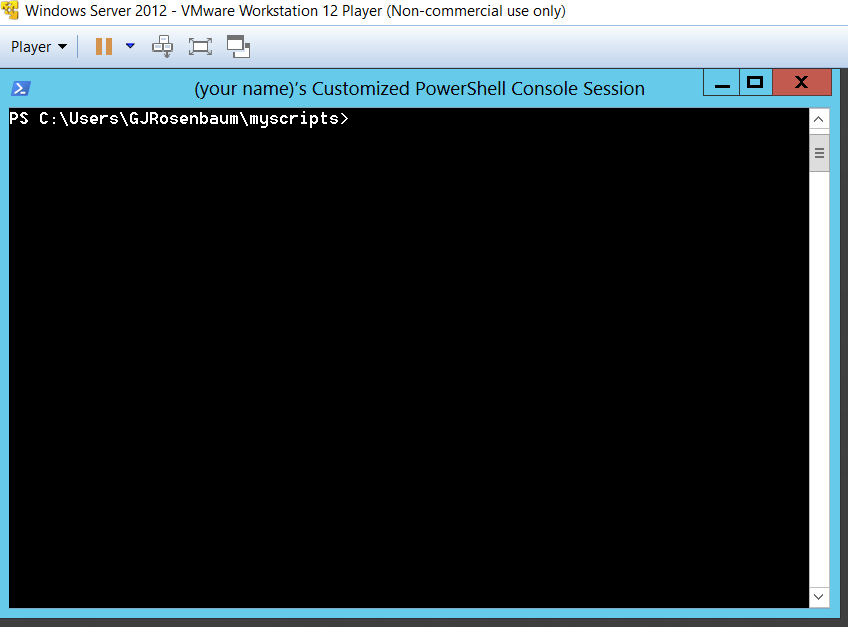 Windows Server 2012 - VMware Workstation 12 Player (Non-commercial use only)
Player
(your name)'s Customized PowerShell Console Session
PS C:\Users\GJRosenbaum\myscripts>